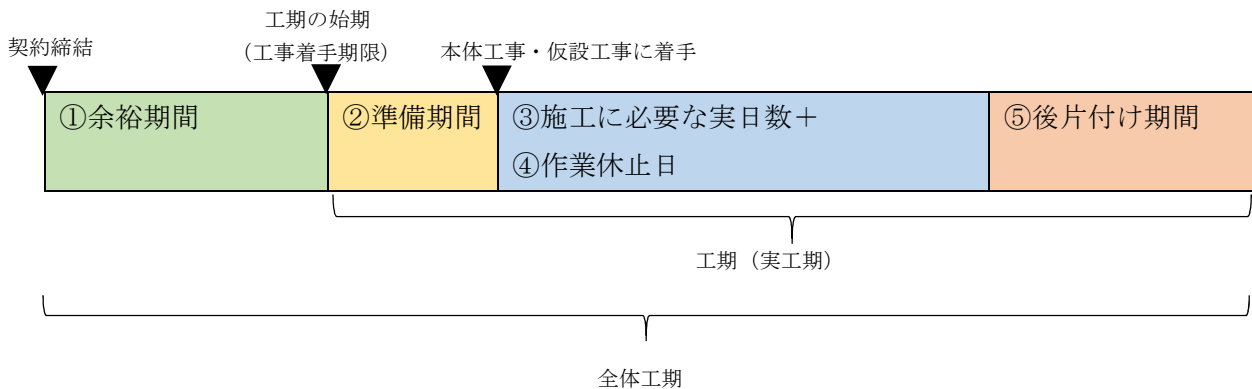 工期の始期
契約締結
（工事着手期限）
本体工事・仮設工事に着手
①余裕期間
②準備期間
③施工に必要な実日数＋
④作業休止日
⑤後片付け期間
工期（実工期）
全体工期